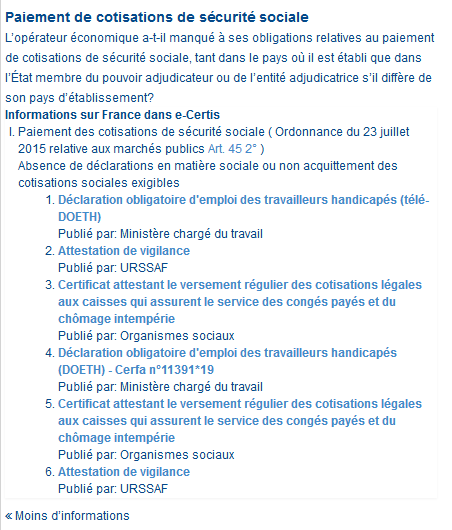 Paiement de cotisations de sécurité sociale
L’opérateur économique a-t-il manqué à ses obligations relatives au paiement
de cotisations de sécurité sociale, tant dans le pays où il est établi que dans
l’État membre du pouvoir adjudicateur ou de l’entité adjudicatrice s’il diffère de
son pays d’établissement?
Informations sur France dans e-Certis
I. Paiement des cotisations de sécurité sociale ( Ordonnance du 23 juillet
2015 relative aux marchés publics Art. 45 2° )
Absence de déclarations en matière sociale ou non acquittement des
cotisations sociales exigibles
1. Déclaration obligatoire d'emploi des travailleurs handicapés (télé-
DOETH)
Publié par: Ministère chargé du travail
2. Attestation de vigilance
Publié par: URSSAF
3. Certificat attestant le versement régulier des cotisations légales
aux caisses qui assurent le service des congés payés et du
chômage intempérie
Publié par: Organismes sociaux
4. Déclaration obligatoire d'emploi des travailleurs handicapés
(DOETH) - Cerfa n°11391*19
Publié par: Ministère chargé du travail
5. Certificat attestant le versement régulier des cotisations légales
aux caisses qui assurent le service des congés payés et du
chômage intempérie
Publié par: Organismes sociaux
6. Attestation de vigilance
Publié par: URSSAF
« Moins d’informations